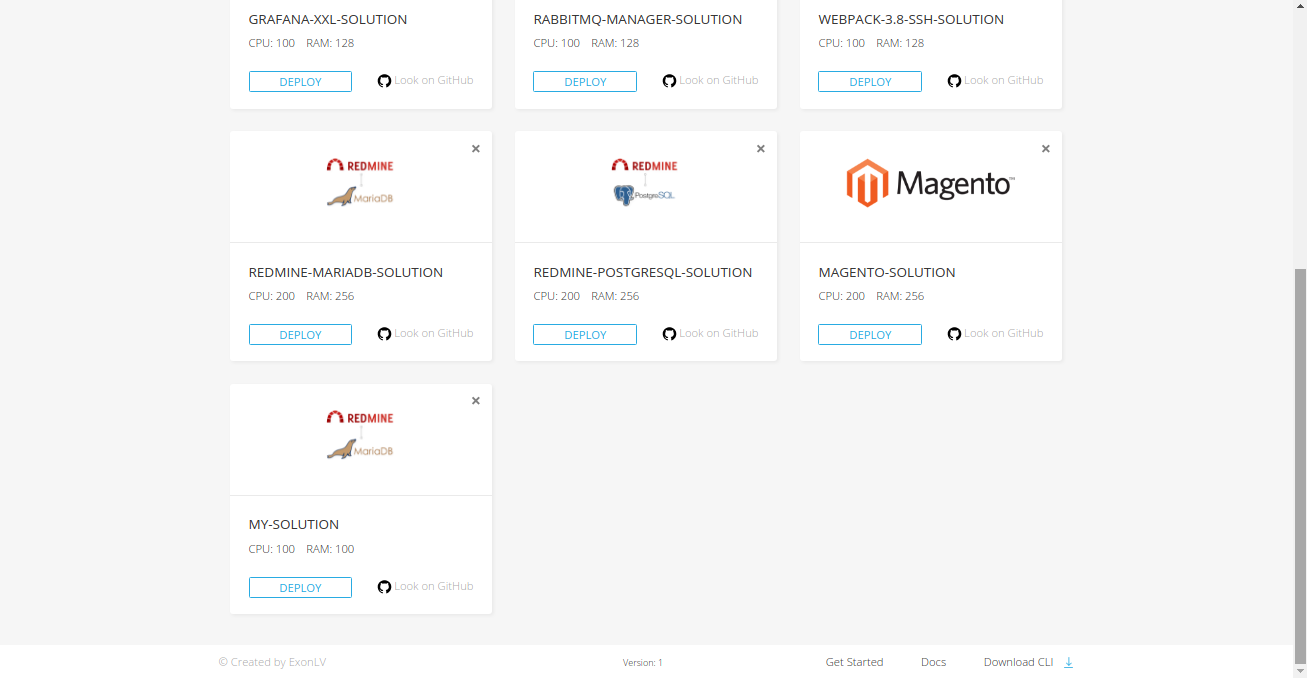 GRAFANA-XXL-SOLUTION
CPU: 100 RAM: 128
DEPLOY Look on GitHub
RABBITMQ-MANAGER-SOLUTION
CPU: 100 RAM: 128
DEPLOY Look on GitHub
WEBPACK-3.8-SSH-SOLUTION
CPU: 100 RAM: 128
DEPLOY Look on GitHub
REDMINE
MariaDB
REDMINE-MARIADB-SOLUTION
CPU: 200 RAM: 256
DEPLOY Look on GitHub
REDMINE
PostgreSQL
REDMINE-POSTGRESQL-SOLUTION
CPU: 200 RAM: 256
DEPLOY Look on GitHub
Magento™
MAGENTO-SOLUTION
CPU: 200 RAM: 256
DEPLOY Look on GitHub
REDMINE
MariaDB
MY-SOLUTION
CPU: 100 RAM: 100
DEPLOY Look on GitHub
© Created by ExonLV Version: 1 Get Started Docs Download CLI